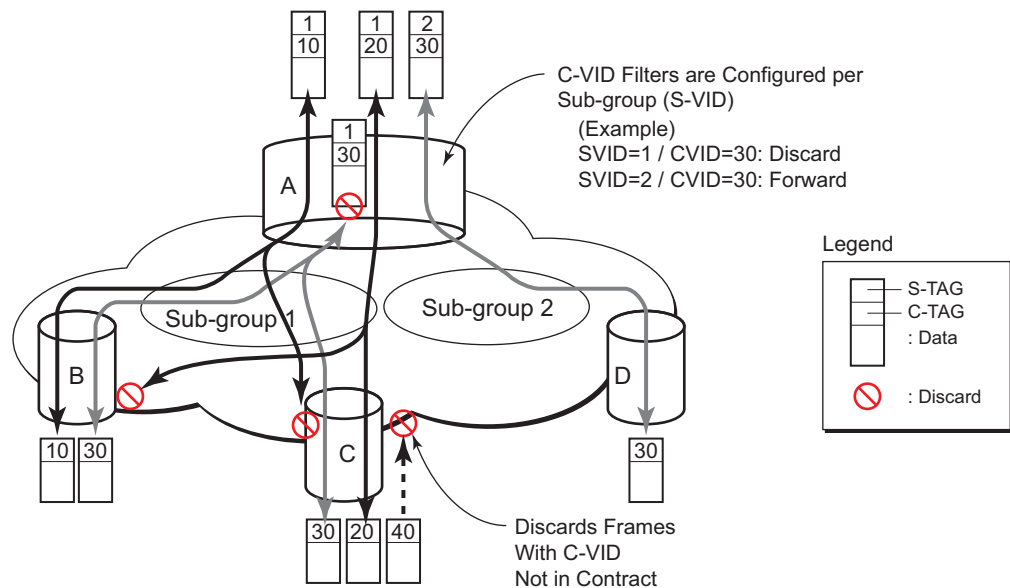 1
10
1
20
2
30
C-VID Filters are Configured per
Sub-group (S-VID)
(Example)
SVID=1 / CVID=30: Discard
SVID=2 / CVID=30: Forward
1
30
A
Legend
S-TAG
C-TAG
: Data
: Discard
Sub-group 1
Sub-group 2
B
D
C
10
30
30
30
20
40
Discards Frames
With C-VID
Not in Contract